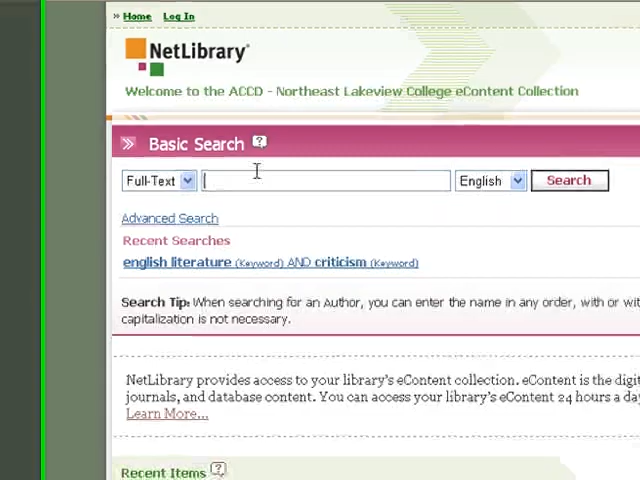 » Home Log In
NetLibrary®
Welcome to the ACCD - Northeast Lakeview College eContent Collection
» Basic Search ?
Full-Text English Search
Advanced Search
Recent Searches
english literature (Keyword) AND criticism (Keyword)
Search Tip: When searching for an Author, you can enter the name in any order, with or wit
capitalization is not necessary.
NetLibrary provides access to your library's eContent collection. eContent is the digit
journals, and database content. You can access your library's eContent 24 hours a day
Learn More...
Recent Items ?